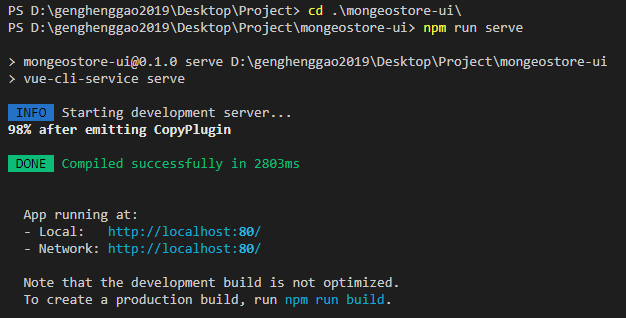 PS D:\genghenggao2019\Desktop\Project> cd .\mongeostore-ui\
PS D:\genghenggao2019\Desktop\Project\mongeostore-ui> npm run serve
> mongeostore-ui@0.1.0 serve D:\genghenggao2019\Desktop\Project\mongeostore-ui
> vue-cli-service serve
INFO Starting development server...
98% after emitting CopyPlugin
DONE Compiled successfully in 2803ms
App running at:
- Local: http://localhost:80/
- Network: http://localhost:80/
Note that the development build is not optimized.
To create a production build, run npm run build.